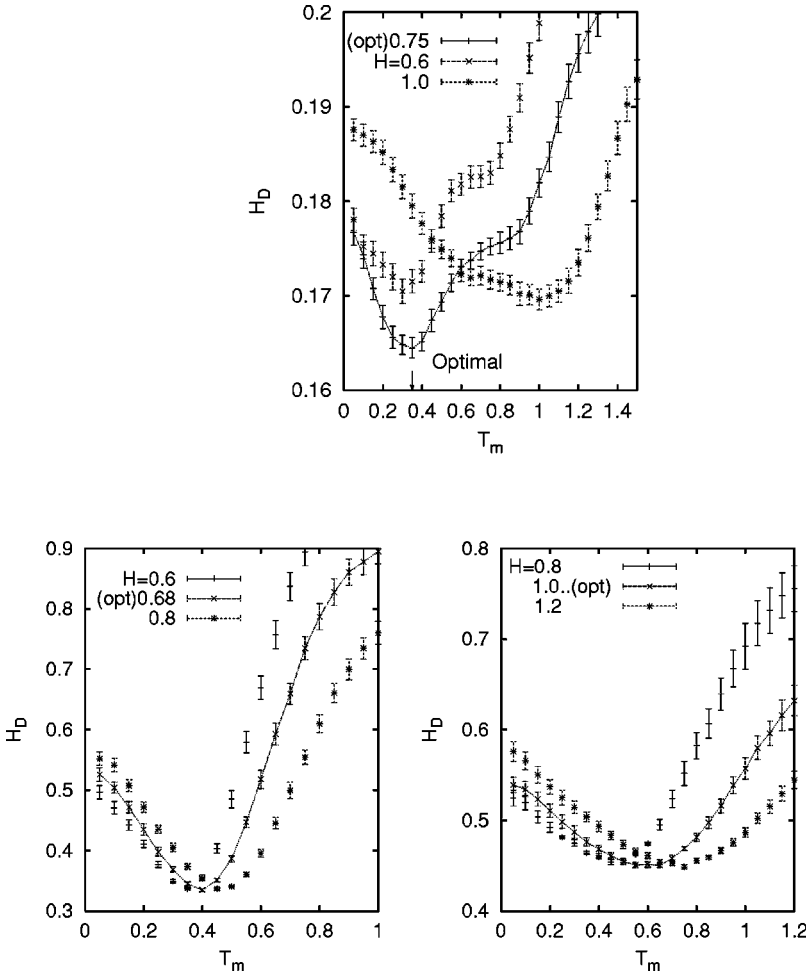 0.2
0.19
0.18
0.17
0.16
H_D
(opt)0.75
H=0.6
1.0
Optimal
0 0.2 0.4 0.6 0.8 1 1.2 1.4
T_m
0.9
0.8
0.7
0.6
0.5
0.4
0.3
H_D
H=0.6
(opt)0.68
0.8
0 0.2 0.4 0.6 0.8 1
T_m
0.8
0.7
0.6
0.5
0.4
H_D
H=0.8
1.0..(opt)
1.2
0 0.2 0.4 0.6 0.8 1 1.2
T_m